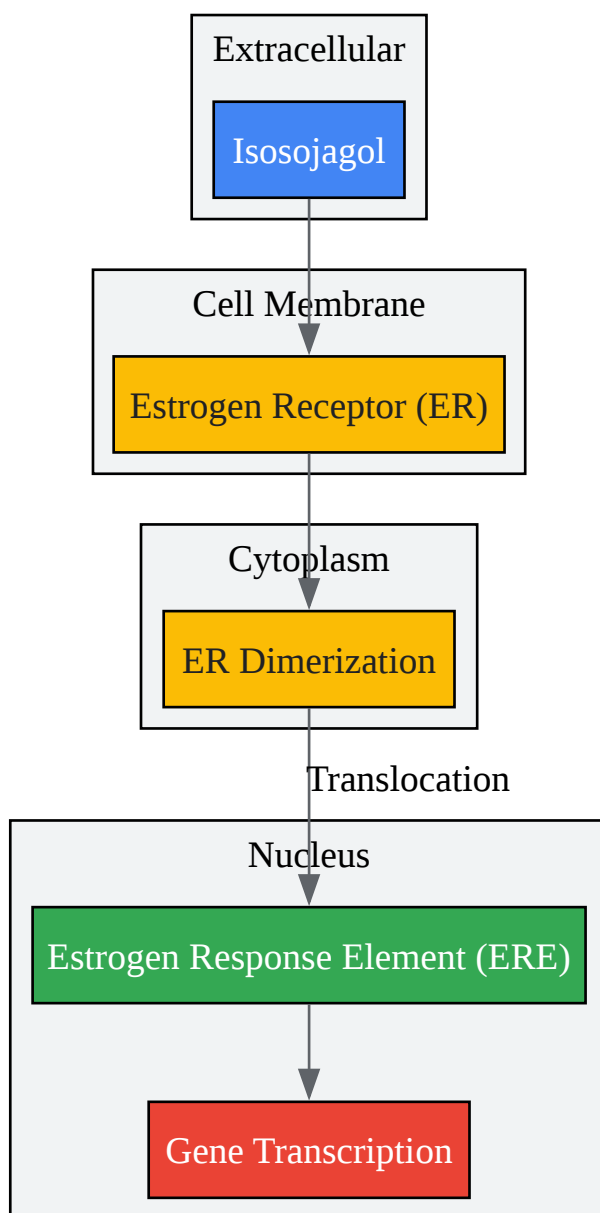 Extracellular
Isosojagol
Cell Membrane
Estrogen Receptor (ER)
Cytoplasm
ER Dimerization
Translocation
Nucleus
Estrogen Response Element (ERE)
Gene Transcription